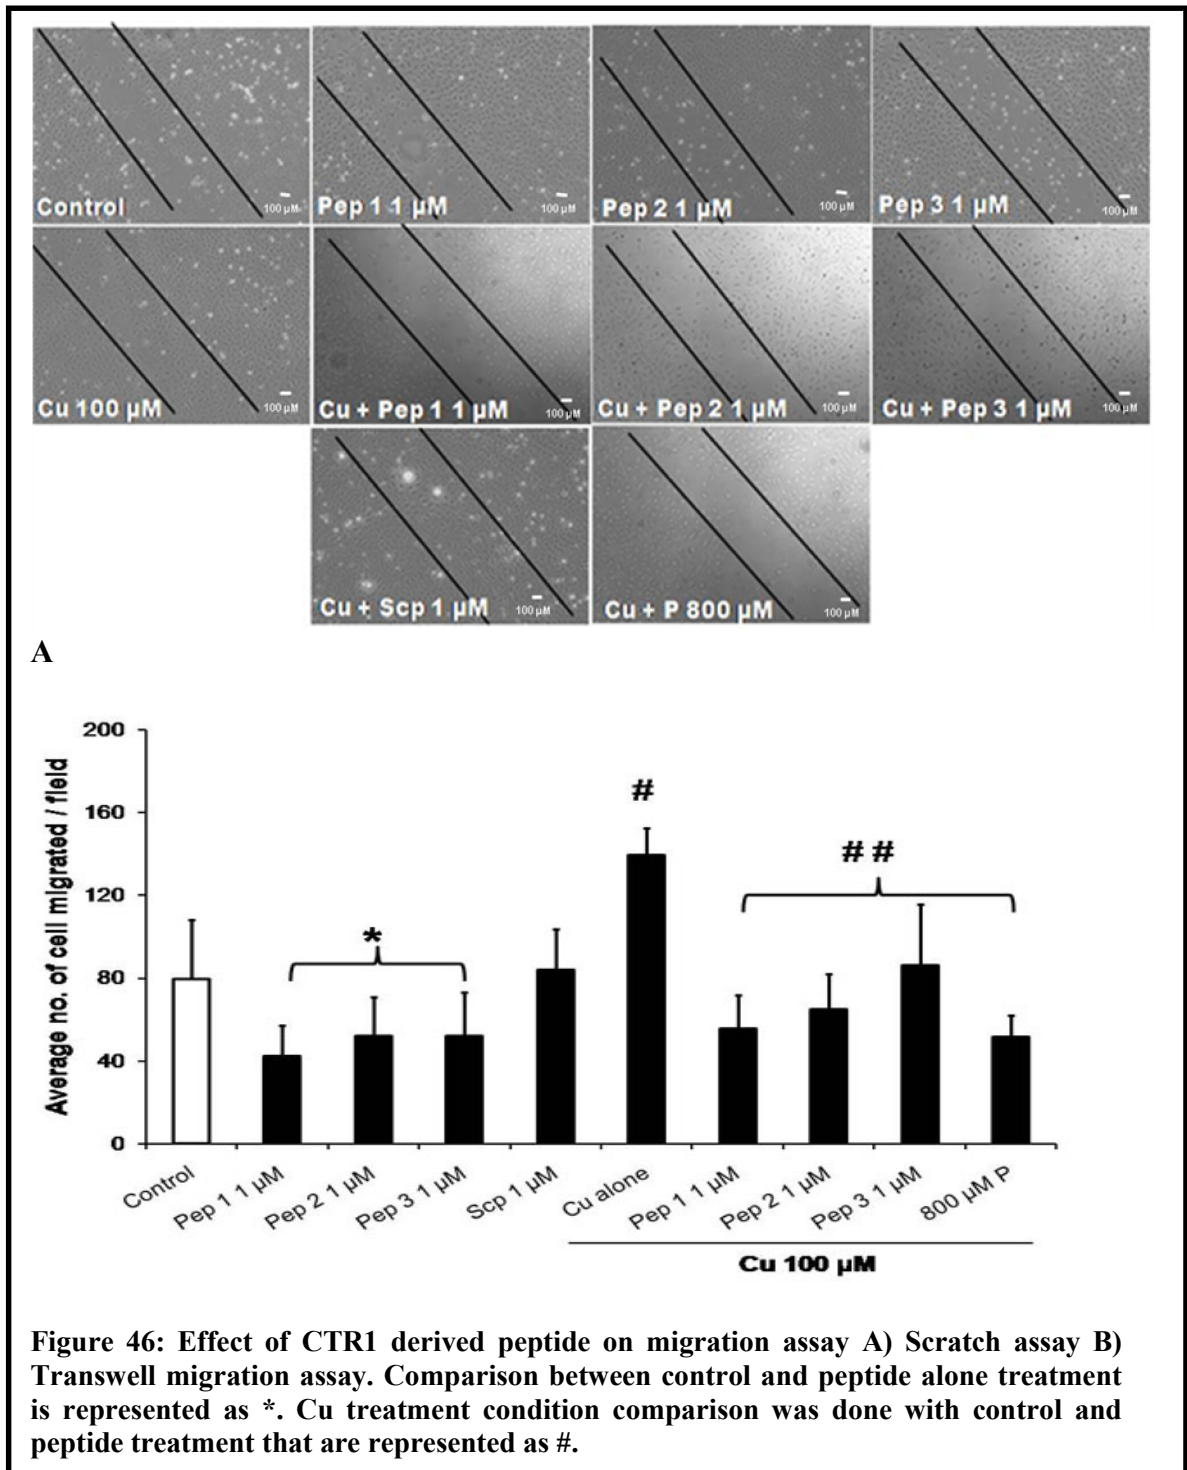 Control
100 µM
Pep 1 1 µM
100 µM
Pep 2 1 µM
100 µM
Pep 3 1 µM
100 µM
Cu 100 µM
100 µM
Cu + Pep 1 1 µM
100 µM
Cu + Pep 2 1 µM
100 µM
Cu + Pep 3 1 µM
100 µM
Cu + Scp 1 µM
100 µM
Cu + P 800 µM
100 µM
A
Average no. of cell migrated / field
200
160
120
80
40
0
*
#
# #
Control
Pep 1 1 µM
Pep 2 1 µM
Pep 3 1 µM
Scp 1 µM
Cu alone
Pep 1 1 µM
Pep 2 1 µM
Pep 3 1 µM
800 µM P
Cu 100 µM
Figure 46: Effect of CTR1 derived peptide on migration assay A) Scratch assay B)
Transwell migration assay. Comparison between control and peptide alone treatment
is represented as *. Cu treatment condition comparison was done with control and
peptide treatment that are represented as #.